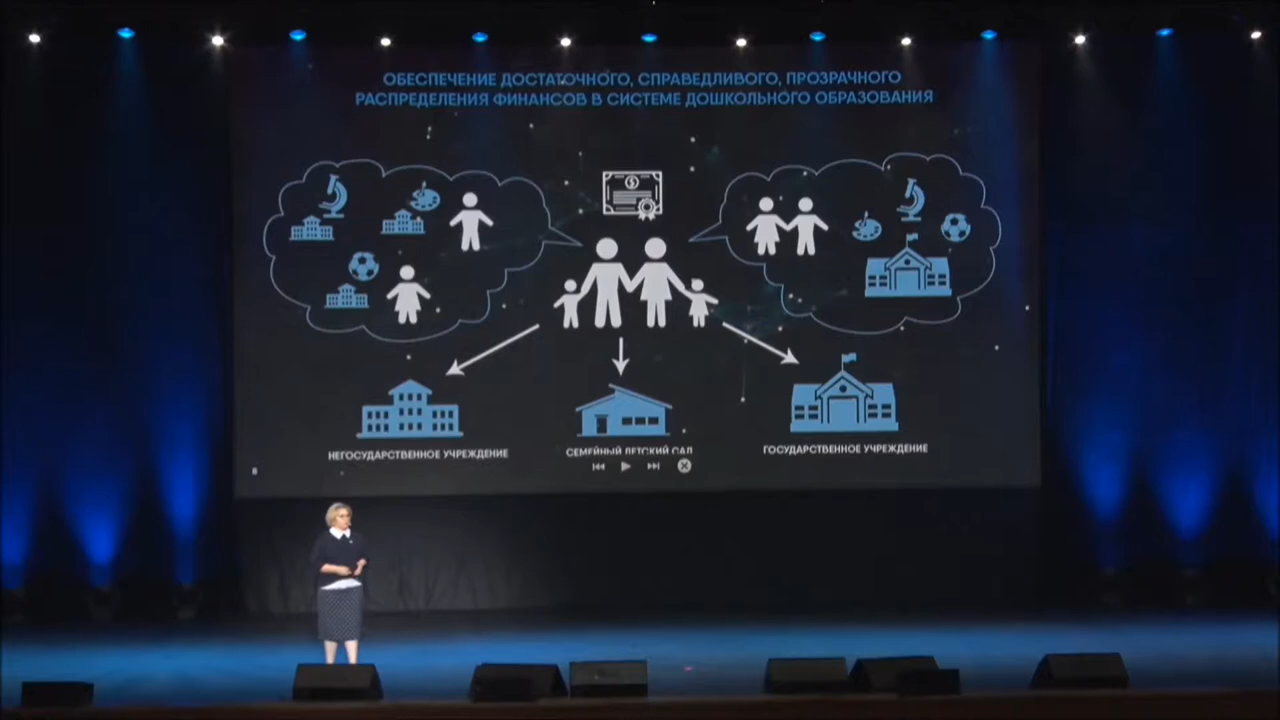 ОБЕСПЕЧЕНИЕ ДОСТАТОЧНОГО, СПРАВЕДЛИВОГО, ПРОЗРАЧНОГО
РАСПРЕДЕЛЕНИЯ ФИНАНСОВ В СИСТЕМЕ ДОШКОЛЬНОГО ОБРАЗОВАНИЯ
$
НЕГОСУДАРСТВЕННОЕ УЧРЕЖДЕНИЕ
СЕМЕЙНЫЙ ДЕТСКИЙ САД
ГОСУДАРСТВЕННОЕ УЧРЕЖДЕНИЕ